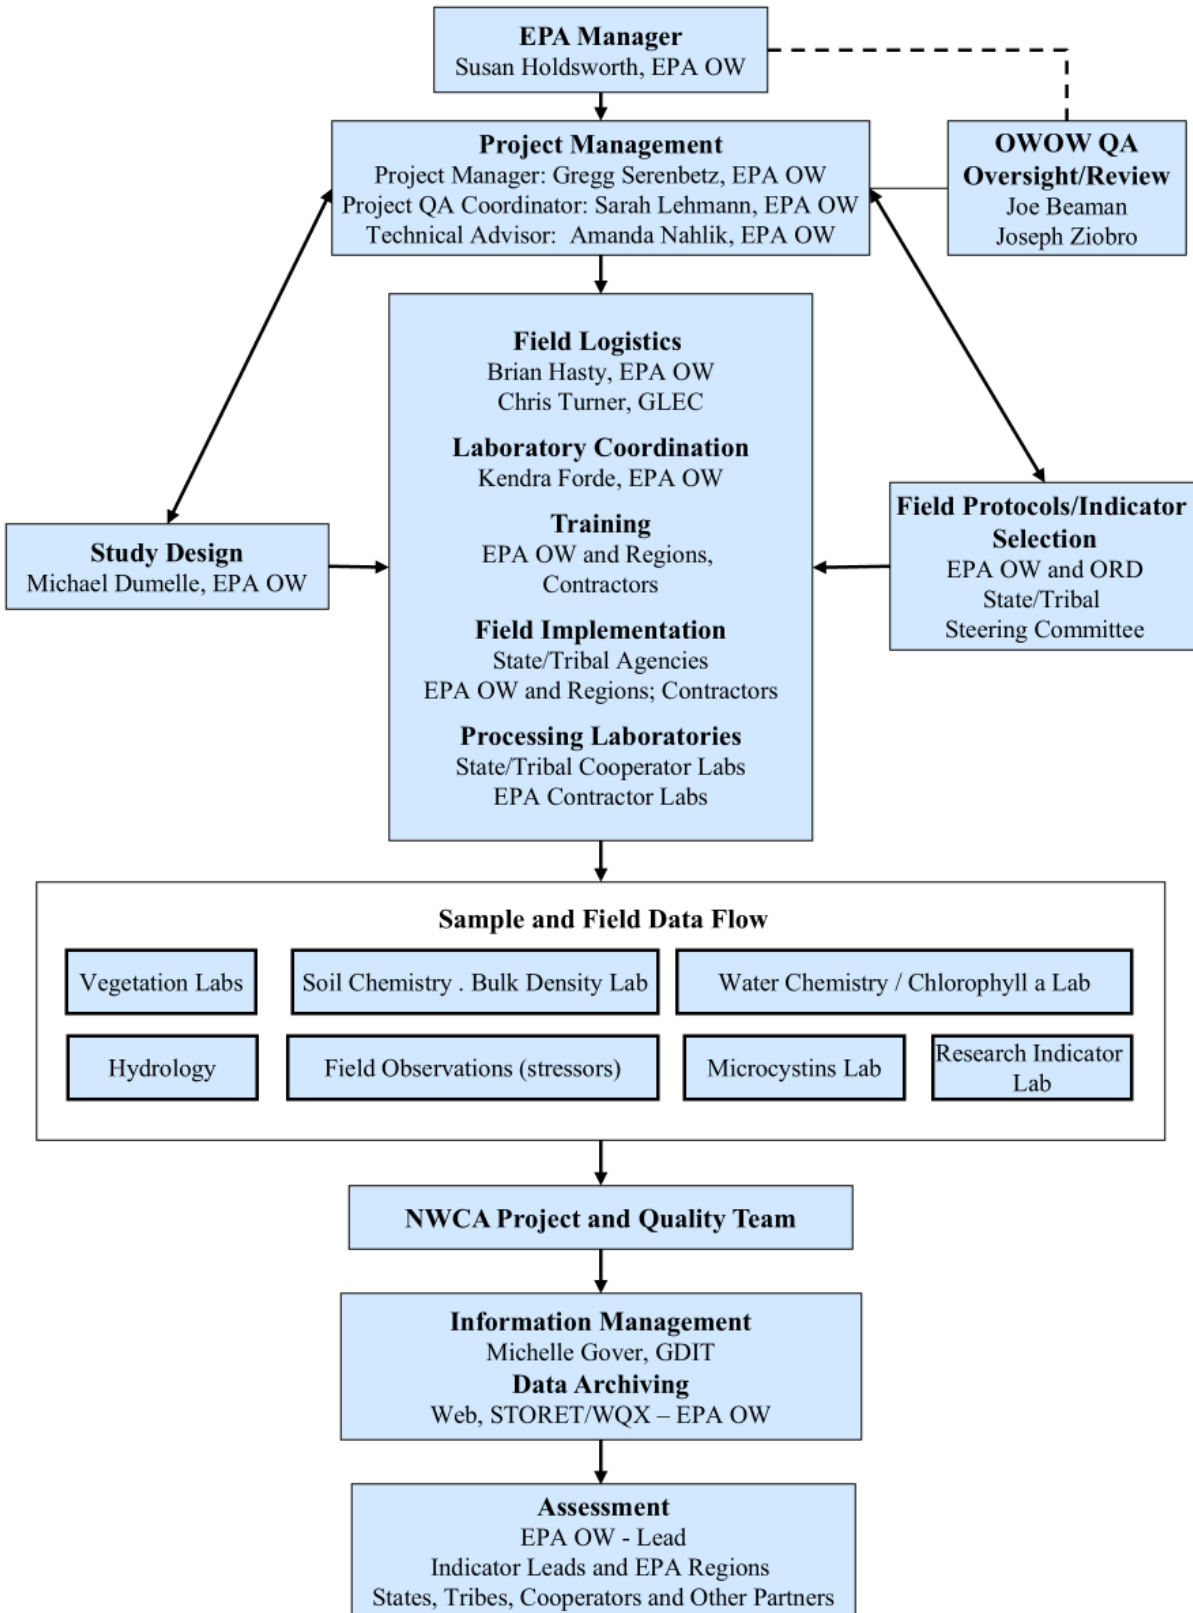 EPA Manager
Susan Holdsworth, EPA OW
Project Management
Project Manager: Gregg Serenbetz, EPA OW
Project QA Coordinator: Sarah Lehmann, EPA OW
Technical Advisor:  Amanda Nahlik, EPA OW
OWOW QA
Oversight/Review
Joe Beaman
Joseph Ziobro
Field Logistics
Brian Hasty, EPA OW
Chris Turner, GLEC
Laboratory Coordination
Kendra Forde, EPA OW
Training
EPA OW and Regions,
Contractors
Field Implementation
State/Tribal Agencies
EPA OW and Regions; Contractors
Processing Laboratories
State/Tribal Cooperator Labs
EPA Contractor Labs
Study Design
Michael Dumelle, EPA OW
Field Protocols/Indicator
Selection
EPA OW and ORD
State/Tribal
Steering Committee
Sample and Field Data Flow
Vegetation Labs
Soil Chemistry . Bulk Density Lab
Water Chemistry / Chlorophyll a Lab
Hydrology
Field Observations (stressors)
Microcystins Lab
Research Indicator
Lab
NWCA Project and Quality Team
Information Management
Michelle Gover, GDIT
Data Archiving
Web, STORET/WQX – EPA OW
Assessment
EPA OW - Lead
Indicator Leads and EPA Regions
States, Tribes, Cooperators and Other Partners